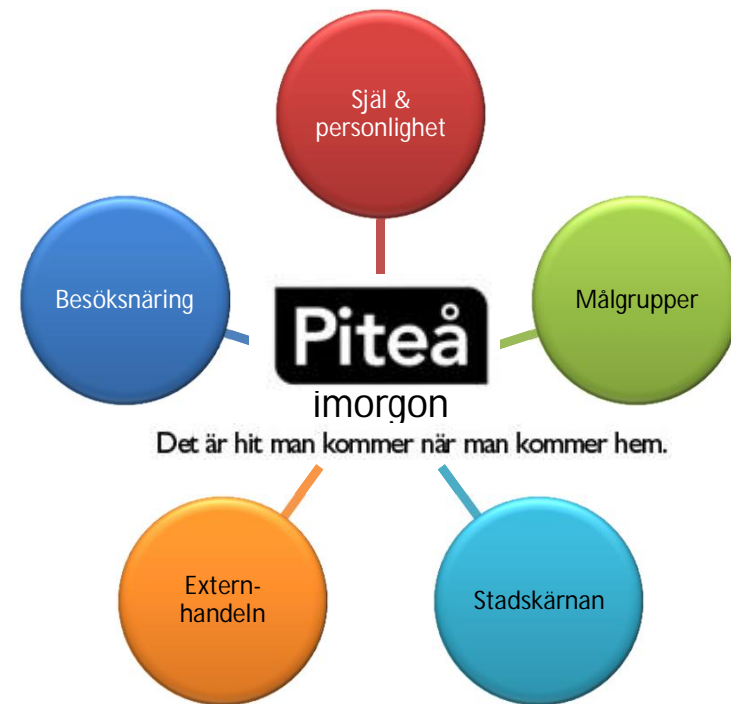 Själ &
personlighet
Besöksnäring
Målgrupper
Piteå
imorgon
Det är hit man kommer när man kommer hem.
Extern-
handeln
Stadskärnan